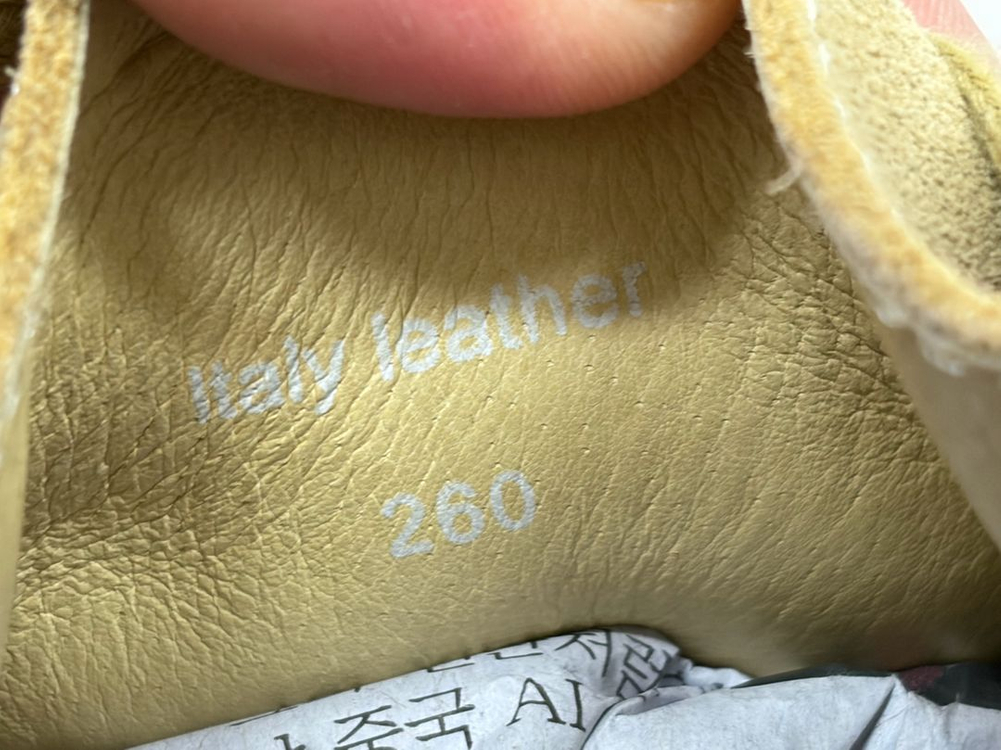 Italy leather
260
중국 AI